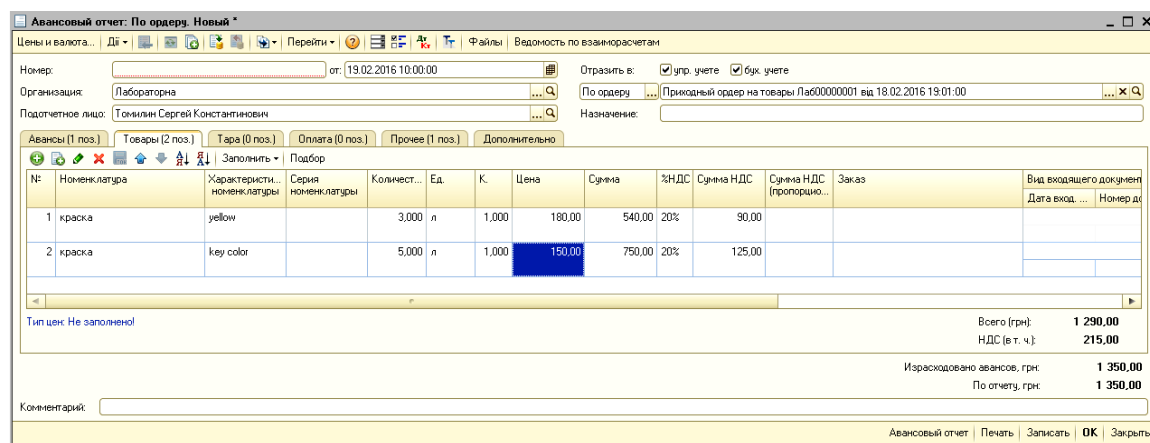 Авансовый отчет: По ордеру. Новый *
Цены и валюта... Дії Перейти Файлы Ведомость по взаиморасчетам
Номер: от: 19.02.2016 10:00:00 Отразить в: упр. учете бух. учете
Организация: Лабораторна ... По ордеру ... Приходный ордер на товары Лаб00000001 від 18.02.2016 19:01:00 ...
Подотчетное лицо: Томилин Сергей Константинович ... Назначение:
Авансы (1 поз.) Товары (2 поз.) Тара (0 поз.) Оплата (0 поз.) Прочее (1 поз.) Дополнительно
Заполнить Подбор
№ Номенклатура Характеристи... Серия Количест... Ед. К. Цена Сумма %НДС Сумма НДС Сумма НДС Заказ Вид входящего документ
номенклатуры номенклатуры (пропорцио... Дата вход. ... Номер до
1 краска yellow 3,000 л 1,000 180,00 540,00 20% 90,00
2 краска key color 5,000 л 1,000 150,00 750,00 20% 125,00
Тип цен: Не заполнено! Всего (грн): 1 290,00
НДС (в т. ч.): 215,00
Израсходовано авансов, грн: 1 350,00
По отчету, грн: 1 350,00
Комментарий:
Авансовый отчет Печать Записать OK Закрыть